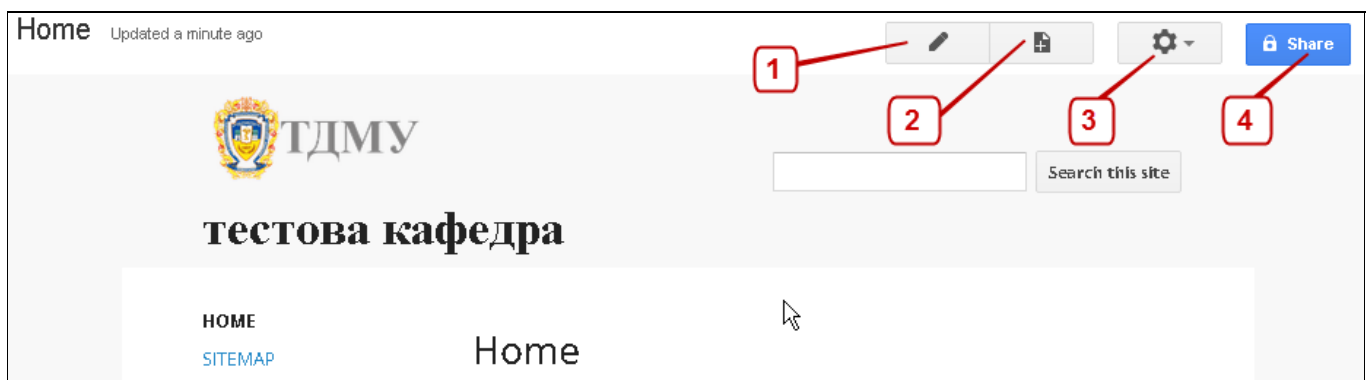 Home Updated a minute ago
Share
1
2
3
4
ТДМУ
Search this site
тестова кафедра
HOME
SITEMAP
Home